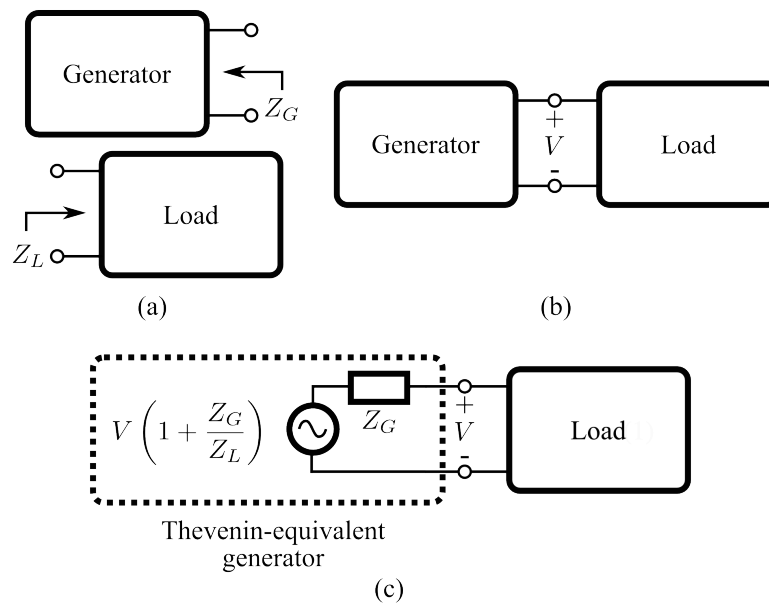 Generator
Z_G
Load
Z_L
(a)
Generator
+
V
-
Load
(b)
V(1 + Z_G/Z_L)
Z_G
+
V
-
Load
Thevenin-equivalent
generator
(c)